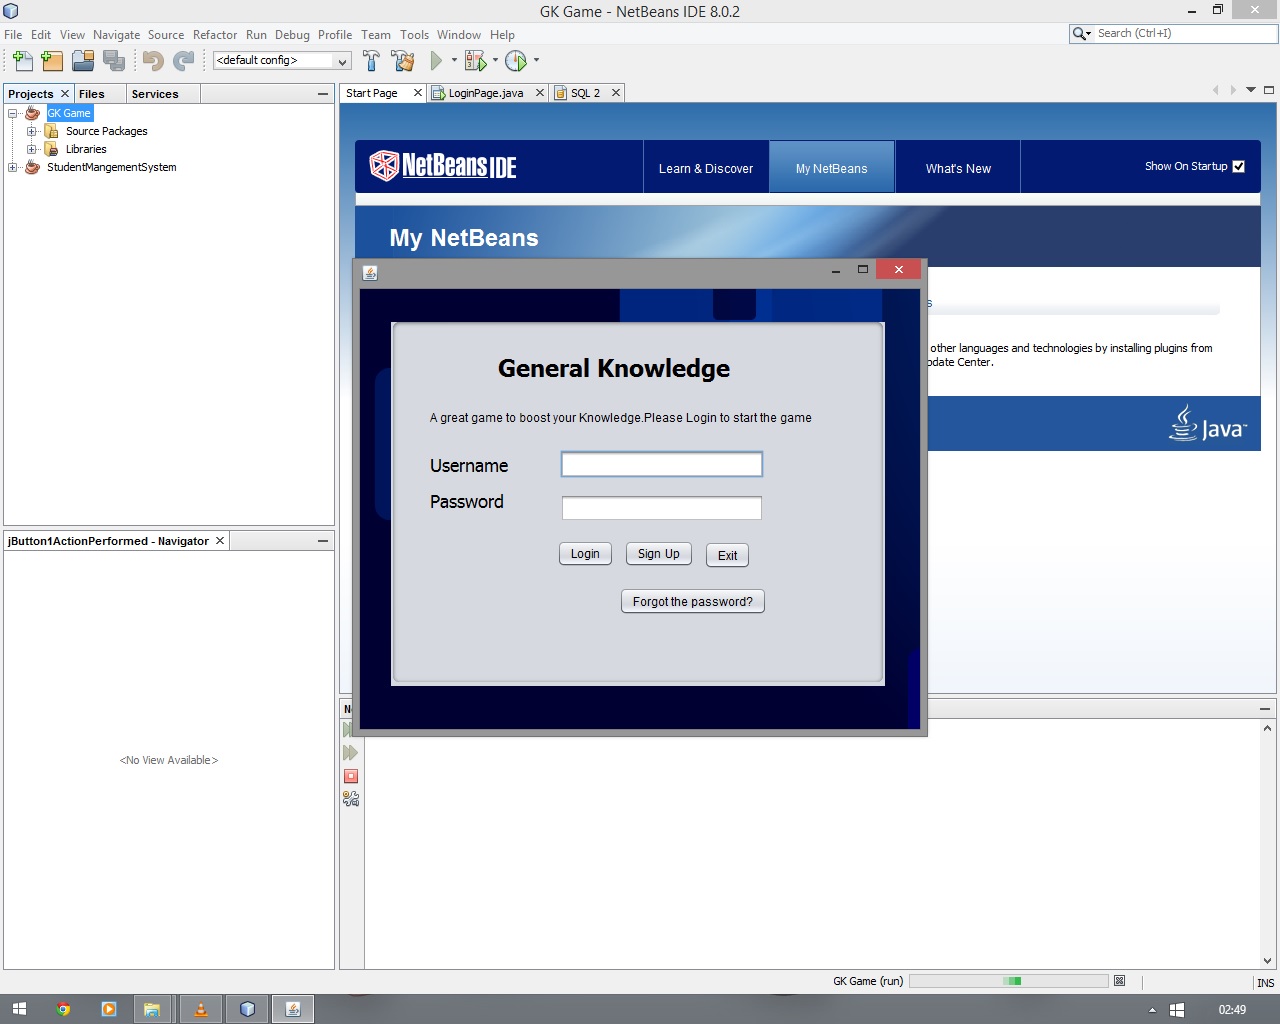 GK Game - NetBeans IDE 8.0.2
File Edit View Navigate Source Refactor Run Debug Profile Team Tools Window Help
Search (Ctrl+I)
<default config>
Projects Files Services
Start Page LoginPage.java SQL 2
GK Game
Source Packages
Libraries
StudentMangementSystem
NetBeans IDE
Learn & Discover My NetBeans What's New
Show On Startup
My NetBeans
other languages and technologies by installing plugins from
date Center.
Java
General Knowledge
A great game to boost your Knowledge.Please Login to start the game
Username
Password
Login Sign Up Exit
Forgot the password?
jButton1ActionPerformed - Navigator
<No View Available>
GK Game (run)
INS
02:49